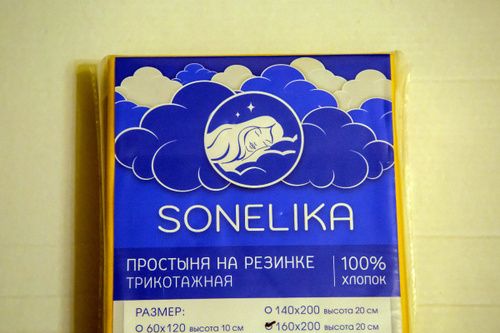 SONELIKA
ПРОСТЫНЯ НА РЕЗИНКЕ
ТРИКОТАЖНАЯ
100%
ХЛОПОК
РАЗМЕР:
60х120 высота 10 см
140х200 высота 20 см
160х200 высота 20 см